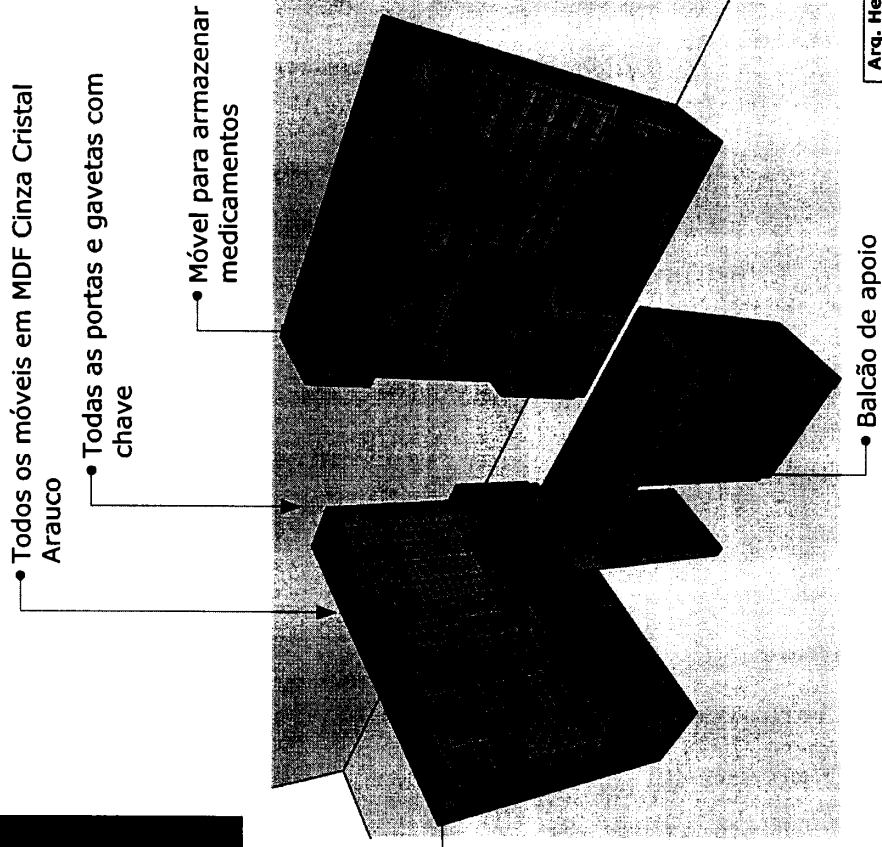 Todos os móveis em MDF Cinza Cristal
Arauco
Todas as portas e gavetas com
chave
Móvel para armazenar
medicamentos
Balcão de apoio
Arq. He